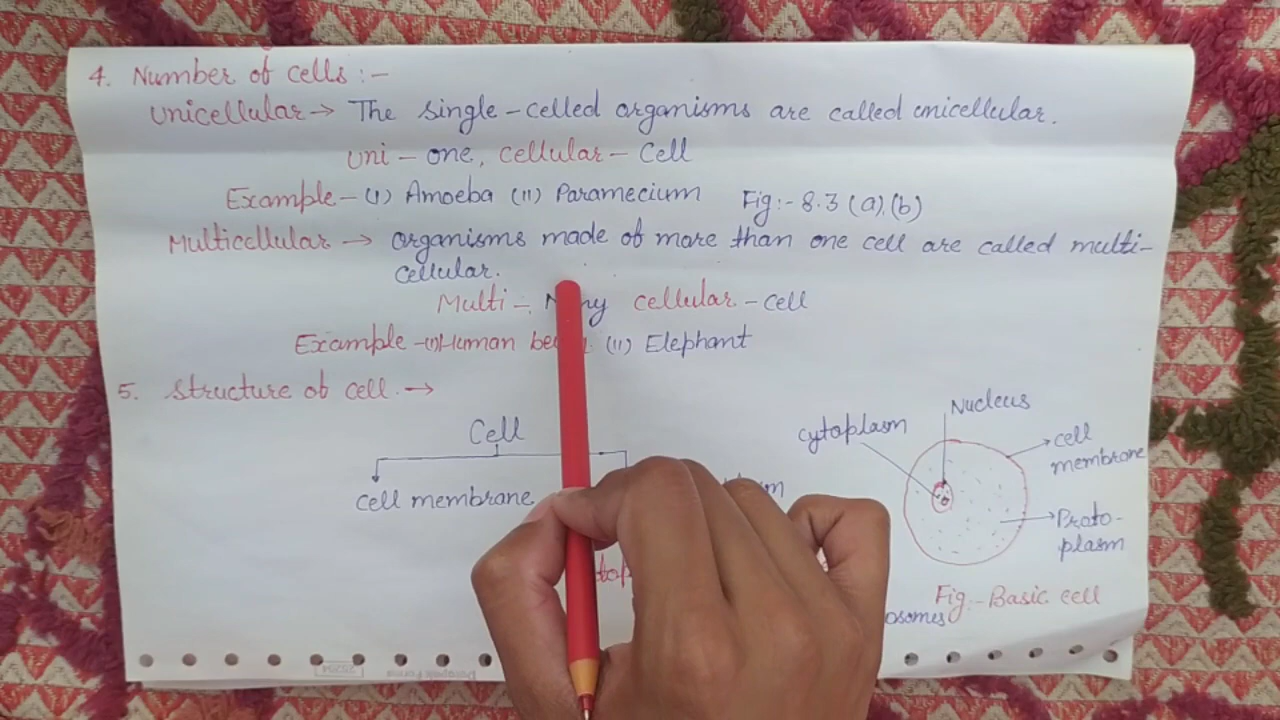 4. Number of cells :-
Unicellular → The single-celled organisms are called unicellular.
Uni - one, cellular - cell
Example - (i) Amoeba (ii) Paramecium Fig:- 8.3 (a),(b)
Multicellular → organisms made of more than one cell are called multi-
cellular.
Multi - cellular - cell
Example - (i) Human (ii) Elephant
5. Structure of cell. →
Cell
cell membrane
Nucleus
cytoplasm
cell
membrane
Proto-
plasm
Fig:- Basic cell